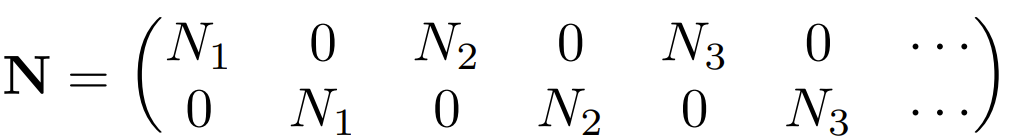 N = ( N₁ 0 N₂ 0 N₃ 0 ⋯
0 N₁ 0 N₂ 0 N₃ ⋯ )